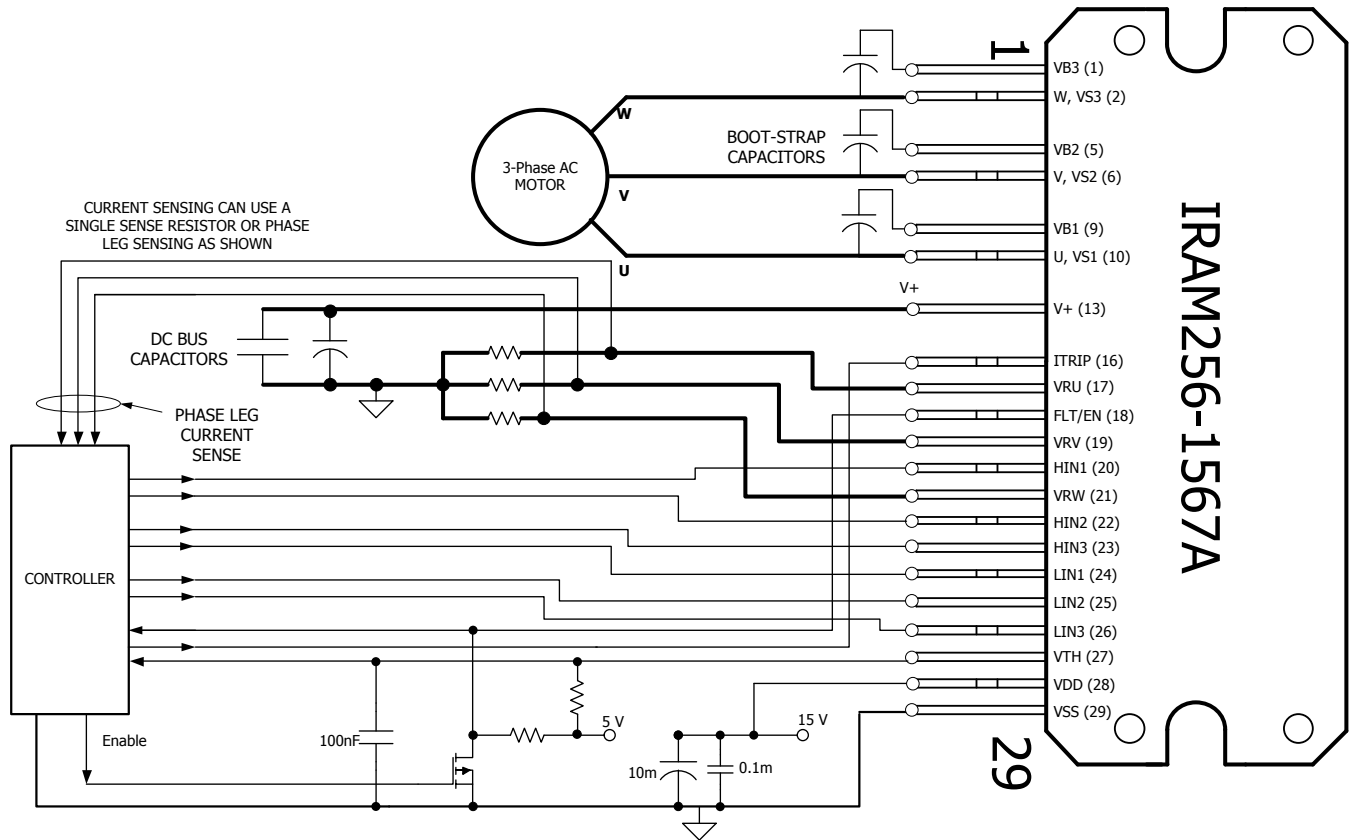 1
VB3 (1)
W, VS3 (2)
W
BOOT-STRAP
CAPACITORS
VB2 (5)
3-Phase AC
MOTOR
V, VS2 (6)
V
CURRENT SENSING CAN USE A
SINGLE SENSE RESISTOR OR PHASE
LEG SENSING AS SHOWN
VB1 (9)
U, VS1 (10)
U
V+
V+ (13)
DC BUS
CAPACITORS
ITRIP (16)
VRU (17)
PHASE LEG
CURRENT
SENSE
FLT/EN (18)
VRV (19)
HIN1 (20)
VRW (21)
HIN2 (22)
HIN3 (23)
CONTROLLER
LIN1 (24)
LIN2 (25)
LIN3 (26)
VTH (27)
VDD (28)
VSS (29)
Enable
100nF
5 V
15 V
10m
0.1m
29
IRAM256-1567A